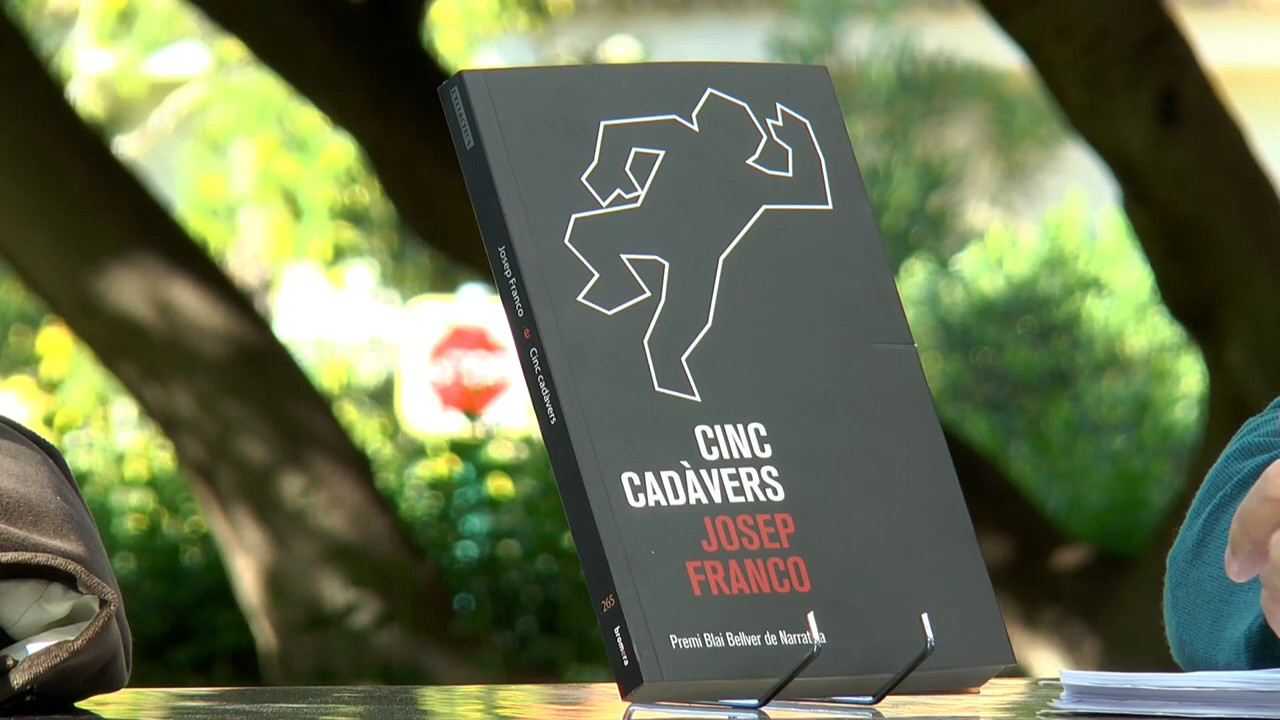 CINC
CADÀVERS
JOSEP
FRANCO
Premi Blai Bellver de Narrativa
Josep Franco
Cinc cadàvers
265
bromera